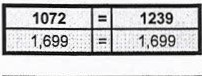 1072 = 1239
1,699 = 1,699